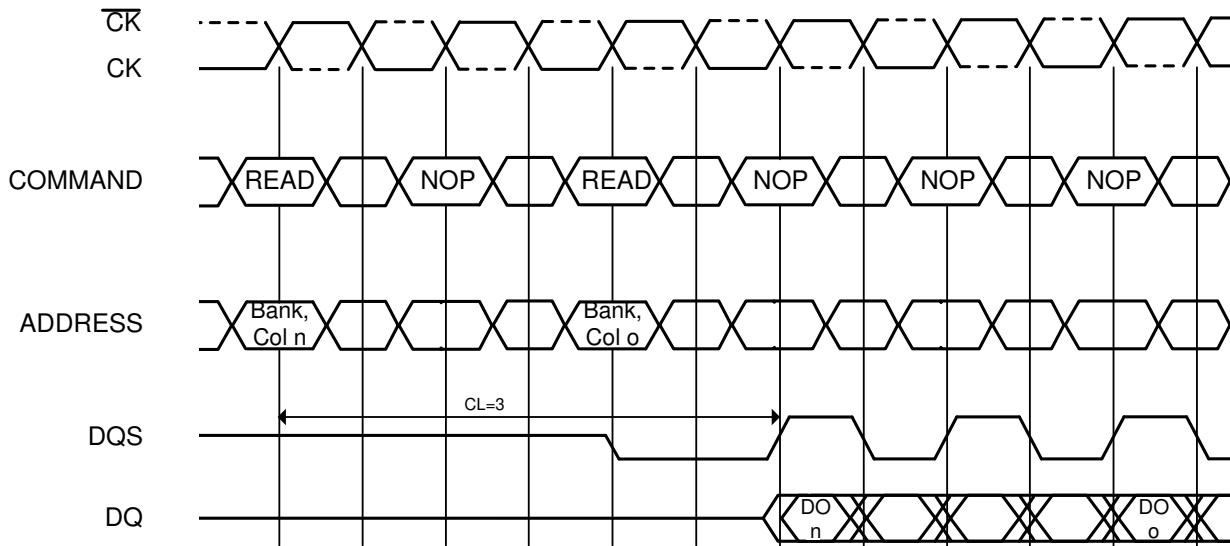 CK
CK
COMMAND READ NOP READ NOP NOP NOP
ADDRESS Bank, Col n Bank, Col o
CL=3
DQS
DQ DO n DO o